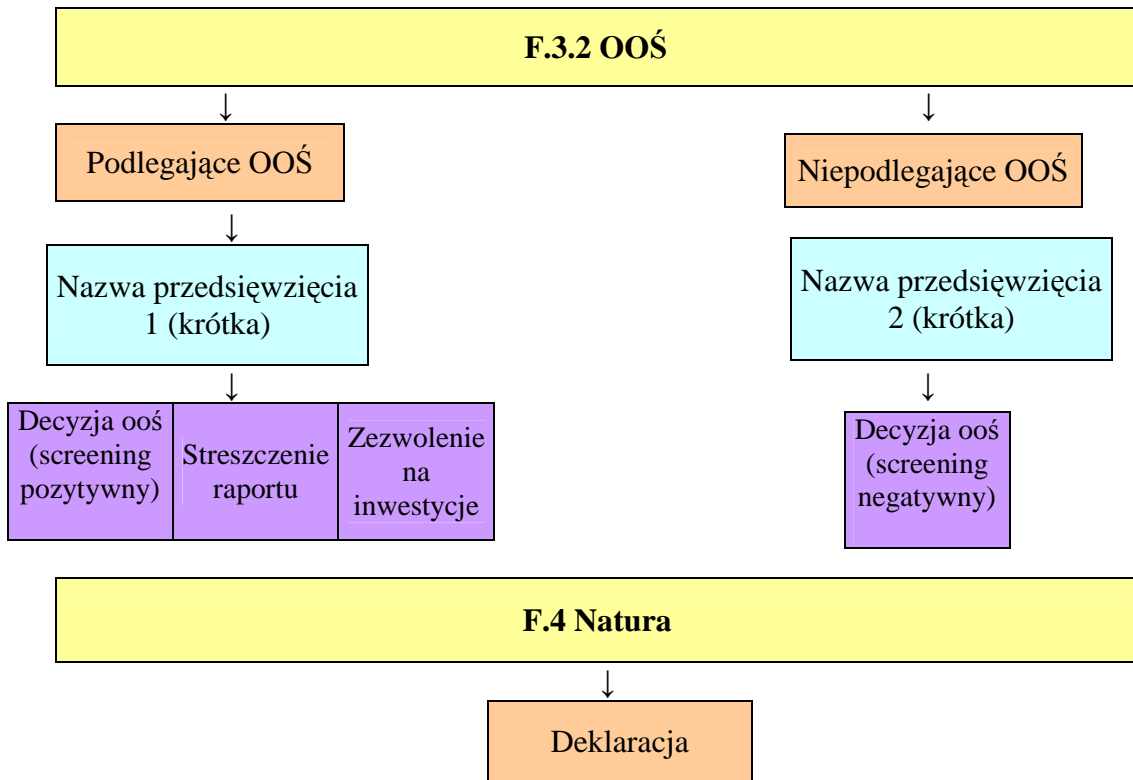 F.3.2 OOŚ
Podlegające OOŚ
Niepodlegające OOŚ
Nazwa przedsięwzięcia
1 (krótka)
Nazwa przedsięwzięcia
2 (krótka)
Decyzja ooś
(screening
pozytywny)
Streszczenie
raportu
Zezwolenie
na
inwestycje
Decyzja ooś
(screening
negatywny)
F.4 Natura
Deklaracja